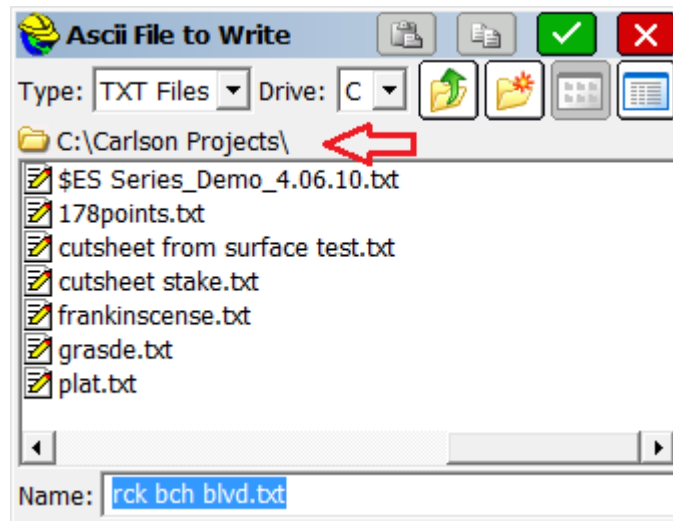 Ascii File to Write
Type: TXT Files Drive: C
C:\Carlson Projects\
$ES Series_Demo_4.06.10.txt
178points.txt
cutsheet from surface test.txt
cutsheet stake.txt
frankinscense.txt
grasde.txt
plat.txt
Name: rck bch blvd.txt